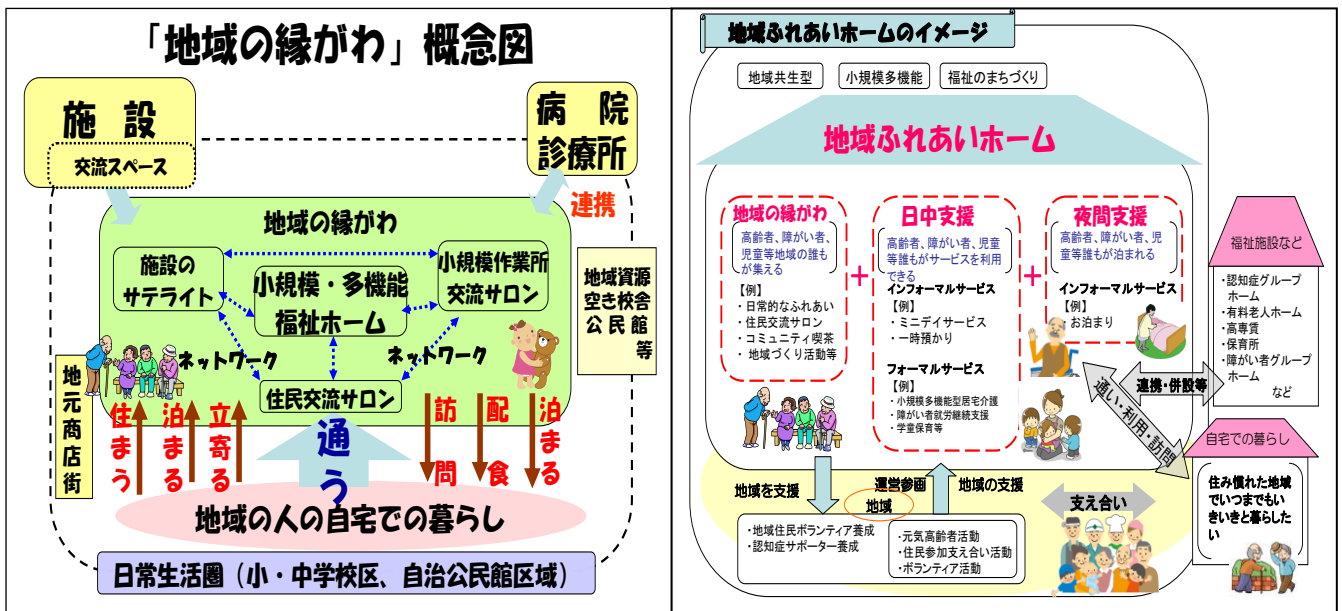 「地域の縁がわ」概念図
施 設
交流スペース
病 院
診療所
連携
地域の縁がわ
施設の
サテライト
小規模作業所
交流サロン
小規模・多機能
福祉ホーム
ネットワーク
ネットワーク
住民交流サロン
地域資源
空き校舎
公民館
等
地元商店街
住まう
泊まる
立寄る
通う
訪問
配食
泊まる
地域の人の自宅での暮らし
日常生活圏(小・中学校区、自治公民館区域)
地域ふれあいホームのイメージ
地域共生型
小規模多機能
福祉のまちづくり
地域ふれあいホーム
地域の縁がわ
高齢者、障がい者、
児童等地域の誰も
が集える
【例】
・日常的なふれあい
・住民交流サロン
・コミュニティ喫茶
・地域づくり活動等
+
日中支援
高齢者、障がい者、児童
等誰もがサービスを利用
できる
インフォーマルサービス
【例】
・ミニデイサービス
・一時預かり
フォーマルサービス
【例】
・小規模多機能型居宅介護
・障がい者就労継続支援
・学童保育等
+
夜間支援
高齢者、障がい者、児
童等誰もが泊まれる
インフォーマルサービス
【例】
・お泊まり
福祉施設など
・認知症グループ
ホーム
・有料老人ホーム
・高専賃
・保育所
・障がい者グループ
ホーム
など
連携・併設等
通い・利用・訪問
自宅での暮らし
住み慣れた地域
でいつまでもい
きいきと暮らした
い
地域を支援
運営参画
地域の支援
地域
支え合い
・地域住民ボランティア養成
・認知症サポーター養成
・元気高齢者活動
・住民参加支え合い活動
・ボランティア活動